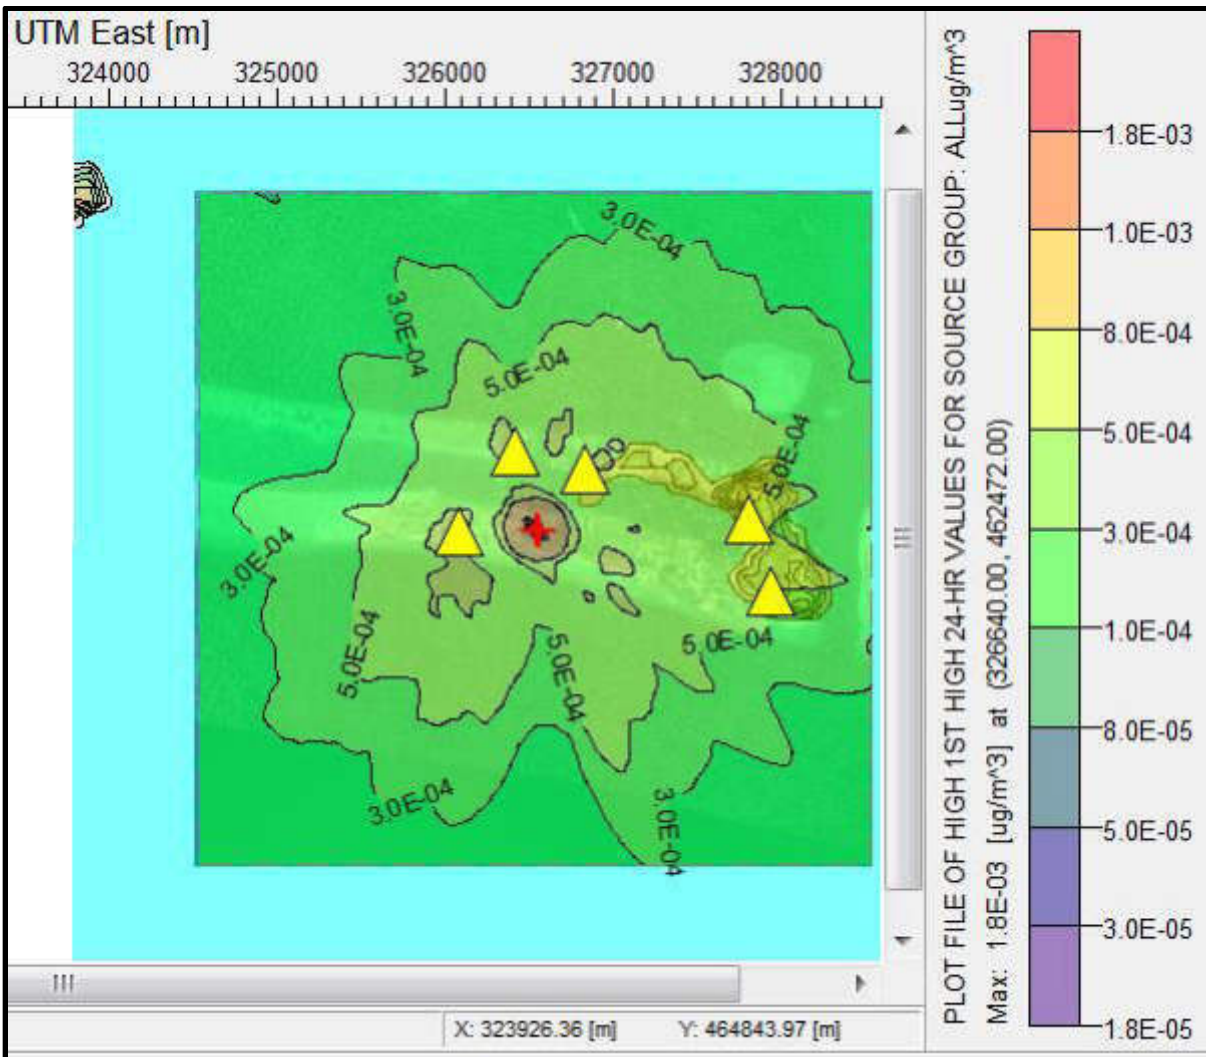 UTM East [m]
324000 325000 326000 327000 328000
3.0E-04
3.0E-04
5.0E-04
5.0E-04
3.0E-04
5.0E-04
5.0E-04
5.0E-04
3.0E-04
3.0E-04
X: 323926.36 [m] Y: 464843.97 [m]
PLOT FILE OF HIGH 1ST HIGH 24-HR VALUES FOR SOURCE GROUP: ALLug/m^3
Max: 1.8E-03 [ug/m^3] at (326640.00, 462472.00)
1.8E-03
1.0E-03
8.0E-04
5.0E-04
3.0E-04
1.0E-04
8.0E-05
5.0E-05
3.0E-05
1.8E-05